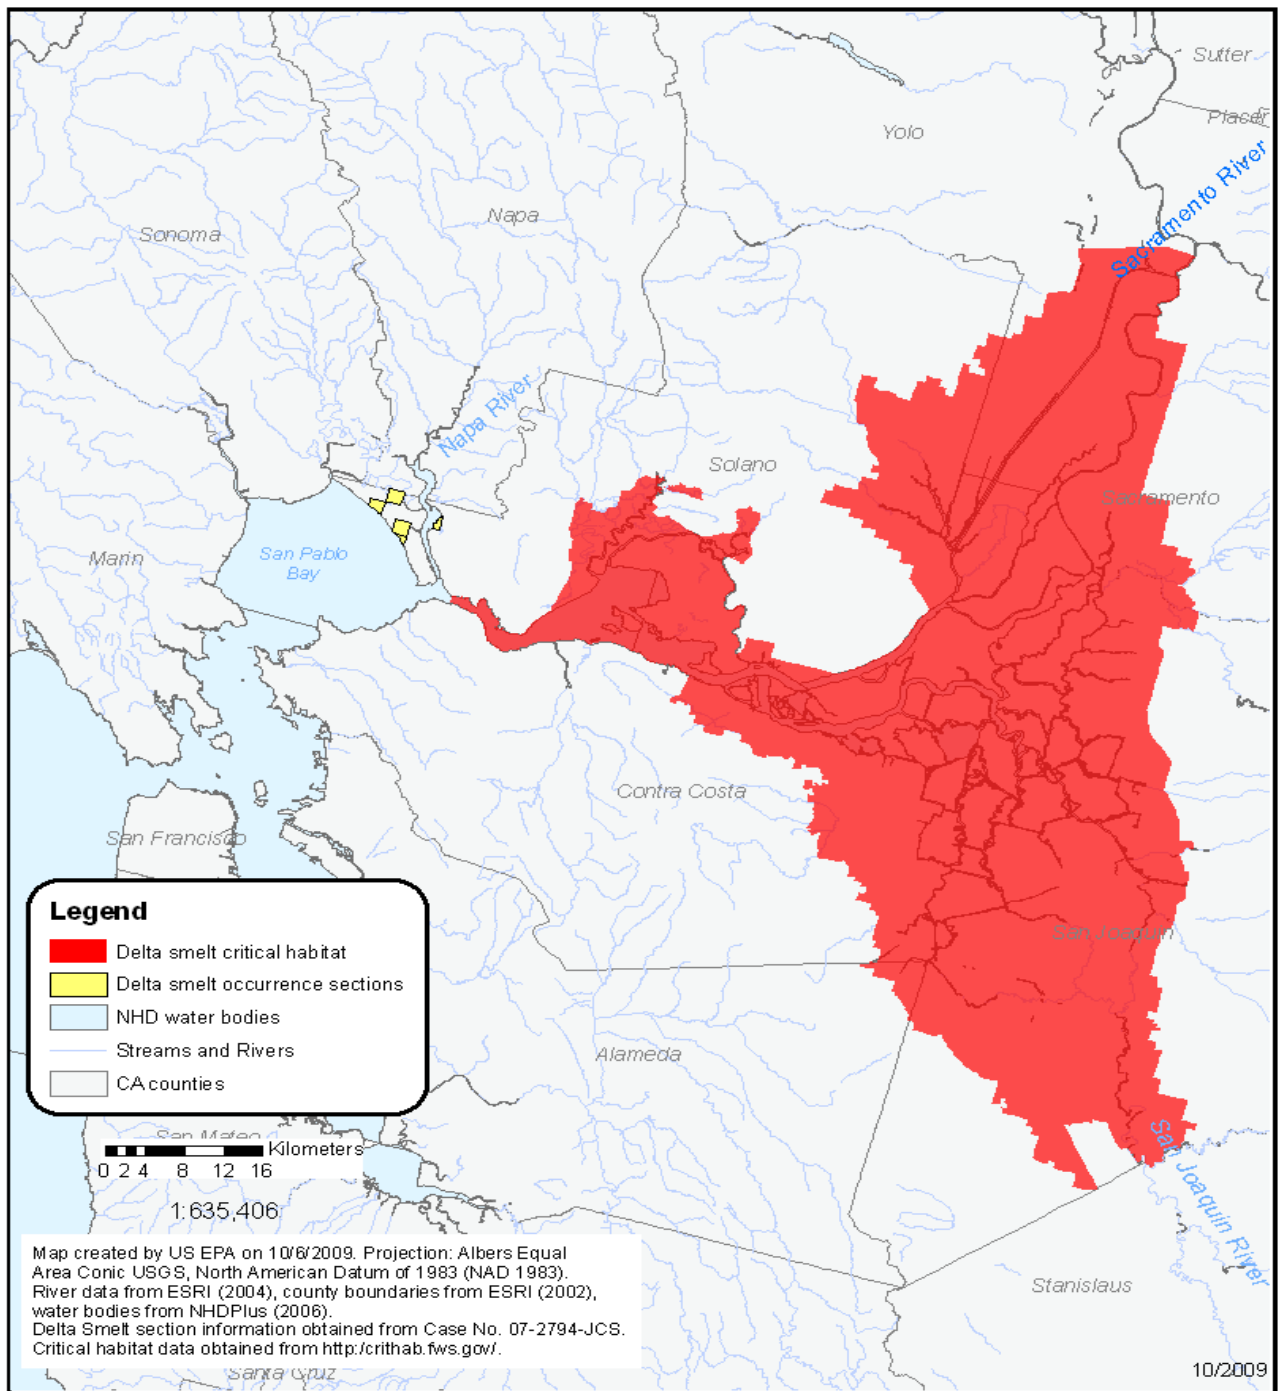 Sutter
Placer
Yolo
Sacramento River
Napa
Sonoma
Napa River
Solano
Sacramento
San Pablo
Bay
Marin
Contra Costa
San Francisco
San Joaquin
Legend
Delta smelt critical habitat
Delta smelt occurrence sections
NHD water bodies
Streams and Rivers
CA counties
Alameda
San Mateo
Kilometers
0 2 4 8 12 16
1:635,406
San Joaquin River
Stanislaus
Map created by US EPA on 10/6/2009. Projection: Albers Equal
Area Conic USGS, North American Datum of 1983 (NAD 1983).
River data from ESRI (2004), county boundaries from ESRI (2002),
water bodies from NHDPlus (2006).
Delta Smelt section information obtained from Case No. 07-2794-JCS.
Critical habitat data obtained from http:/crithab.fws.gov/.
Santa Cruz
10/2009